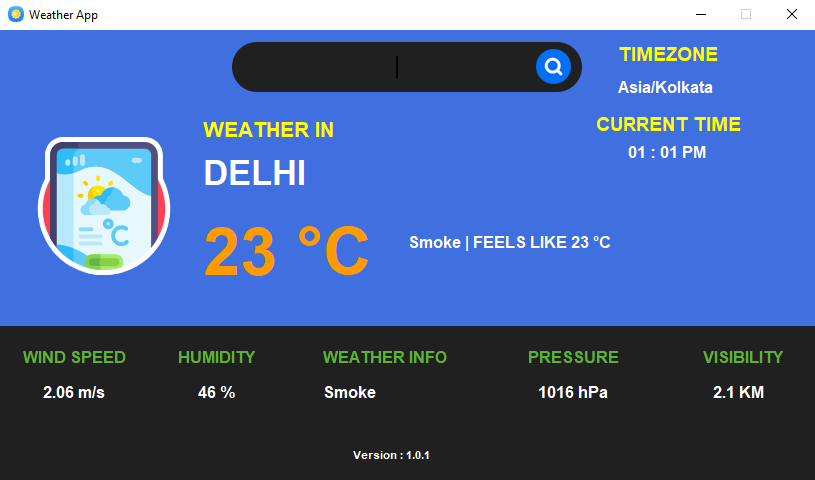 Weather App
TIMEZONE
Asia/Kolkata
CURRENT TIME
01 : 01 PM
WEATHER IN
DELHI
23 °C
Smoke | FEELS LIKE 23 °C
°C
WIND SPEED
HUMIDITY
WEATHER INFO
PRESSURE
VISIBILITY
2.06 m/s
46 %
Smoke
1016 hPa
2.1 KM
Version : 1.0.1